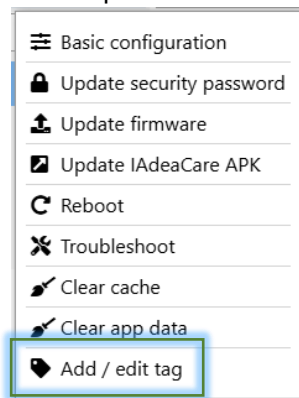 Basic configuration
Update security password
Update firmware
Update IAdeaCare APK
Reboot
Troubleshoot
Clear cache
Clear app data
Add / edit tag